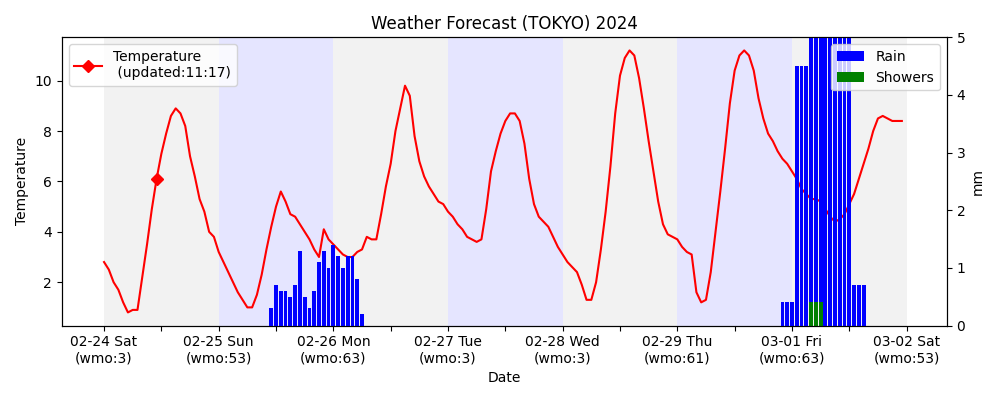 Weather Forecast (TOKYO) 2024
Temperature
(updated:11:17)
Rain
Showers
Temperature
10
8
6
4
2
5
4
3
2
1
0
mm
02-24 Sat
(wmo:3)
02-25 Sun
(wmo:53)
02-26 Mon
(wmo:63)
02-27 Tue
(wmo:3)
02-28 Wed
(wmo:3)
02-29 Thu
(wmo:61)
03-01 Fri
(wmo:63)
03-02 Sat
(wmo:53)
Date